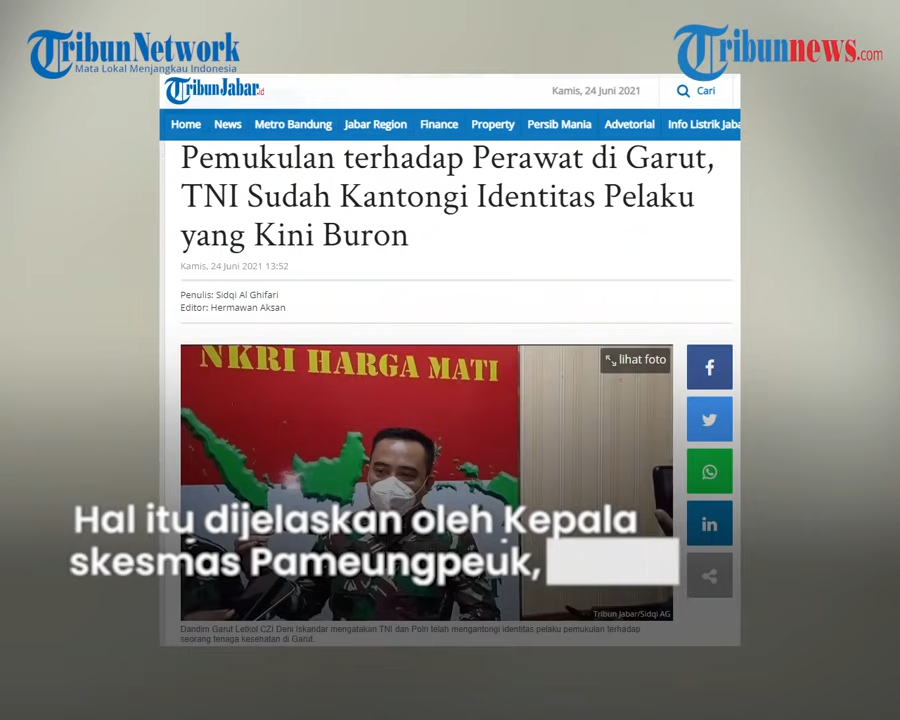 TribunNetwork
Mata Lokal Menjangkau Indonesia
Tribunnews.com
TribunJabar.id
Kamis, 24 Juni 2021
Cari
Home News Metro Bandung Jabar Region Finance Property Persib Mania Advetorial Info Listrik Jaba
Pemukulan terhadap Perawat di Garut,
TNI Sudah Kantongi Identitas Pelaku
yang Kini Buron
Kamis, 24 Juni 2021 13:52
Penulis: Sidqi Al Ghifari
Editor: Hermawan Aksan
NKRI HARGA MATI
lihat foto
Hal itu dijelaskan oleh Kepala
skesmas Pameungpeuk,
Tribun Jabar/Sidqi AG
Dandim Garut Letkol CZI Deni Iskandar mengatakan TNI dan Polri telah mengantongi identitas pelaku pemukulan terhadap
seorang tenaga kesehatan di Garut.